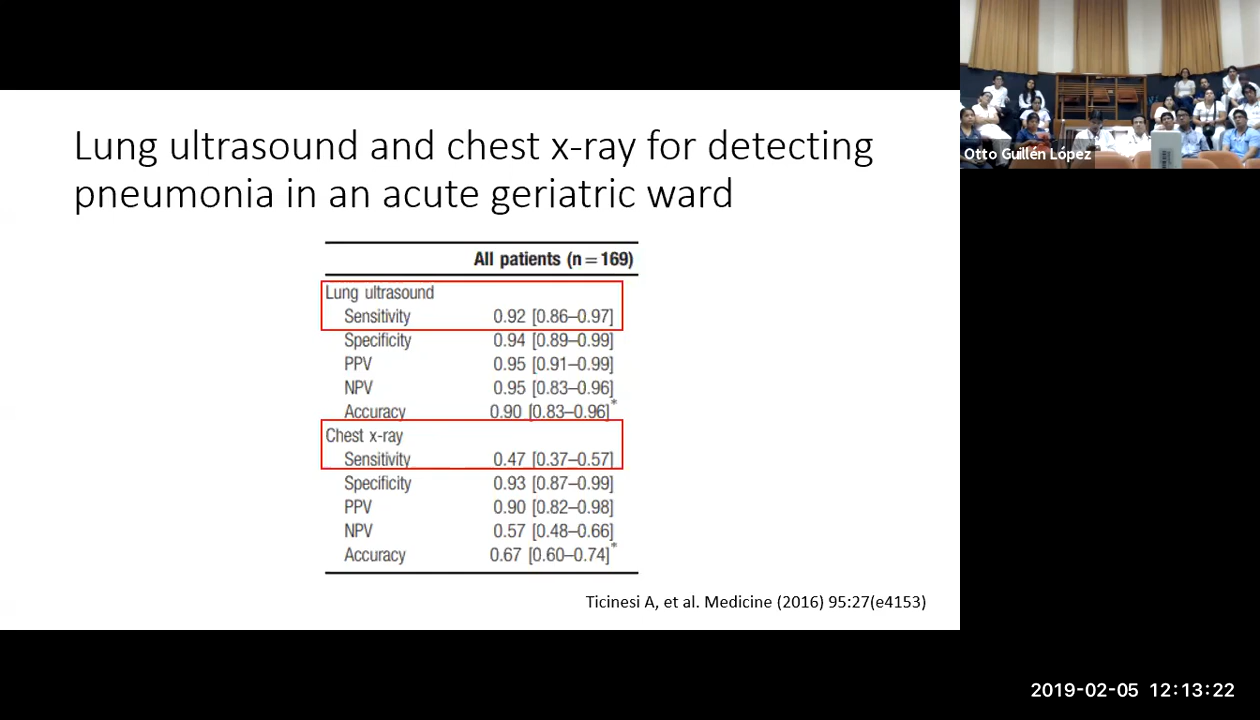 Lung ultrasound and chest x-ray for detecting
pneumonia in an acute geriatric ward
All patients (n=169)
Lung ultrasound
Sensitivity 0.92 [0.86–0.97]
Specificity 0.94 [0.89–0.99]
PPV 0.95 [0.91–0.99]
NPV 0.95 [0.83–0.96]
Accuracy 0.90 [0.83–0.96]*
Chest x-ray
Sensitivity 0.47 [0.37–0.57]
Specificity 0.93 [0.87–0.99]
PPV 0.90 [0.82–0.98]
NPV 0.57 [0.48–0.66]
Accuracy 0.67 [0.60–0.74]*
Ticinesi A, et al. Medicine (2016) 95:27(e4153)
Otto Guillén López
2019-02-05 12:13:22